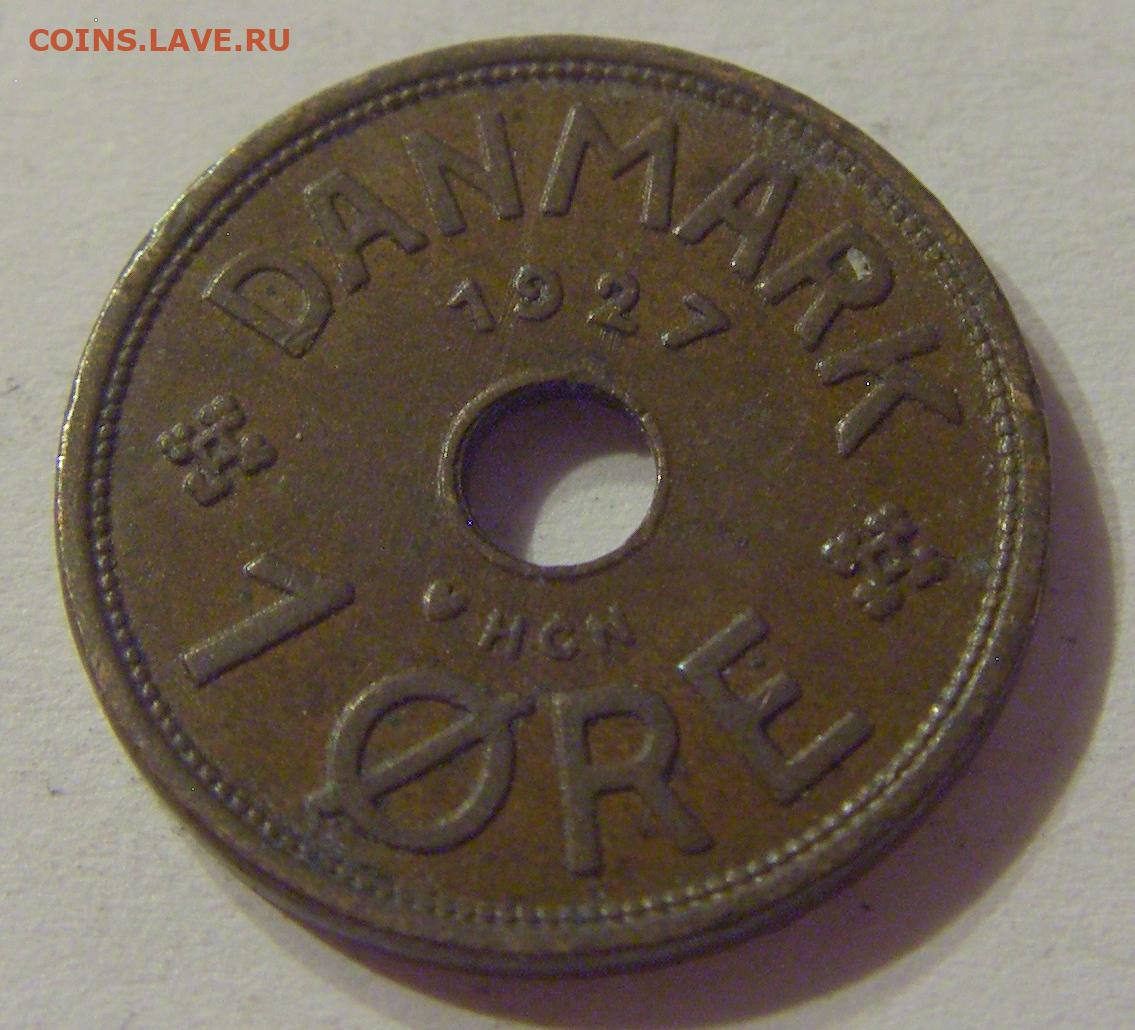 COINS.LAVE.RU
DANMARK
1927
HCN
1 ØRE